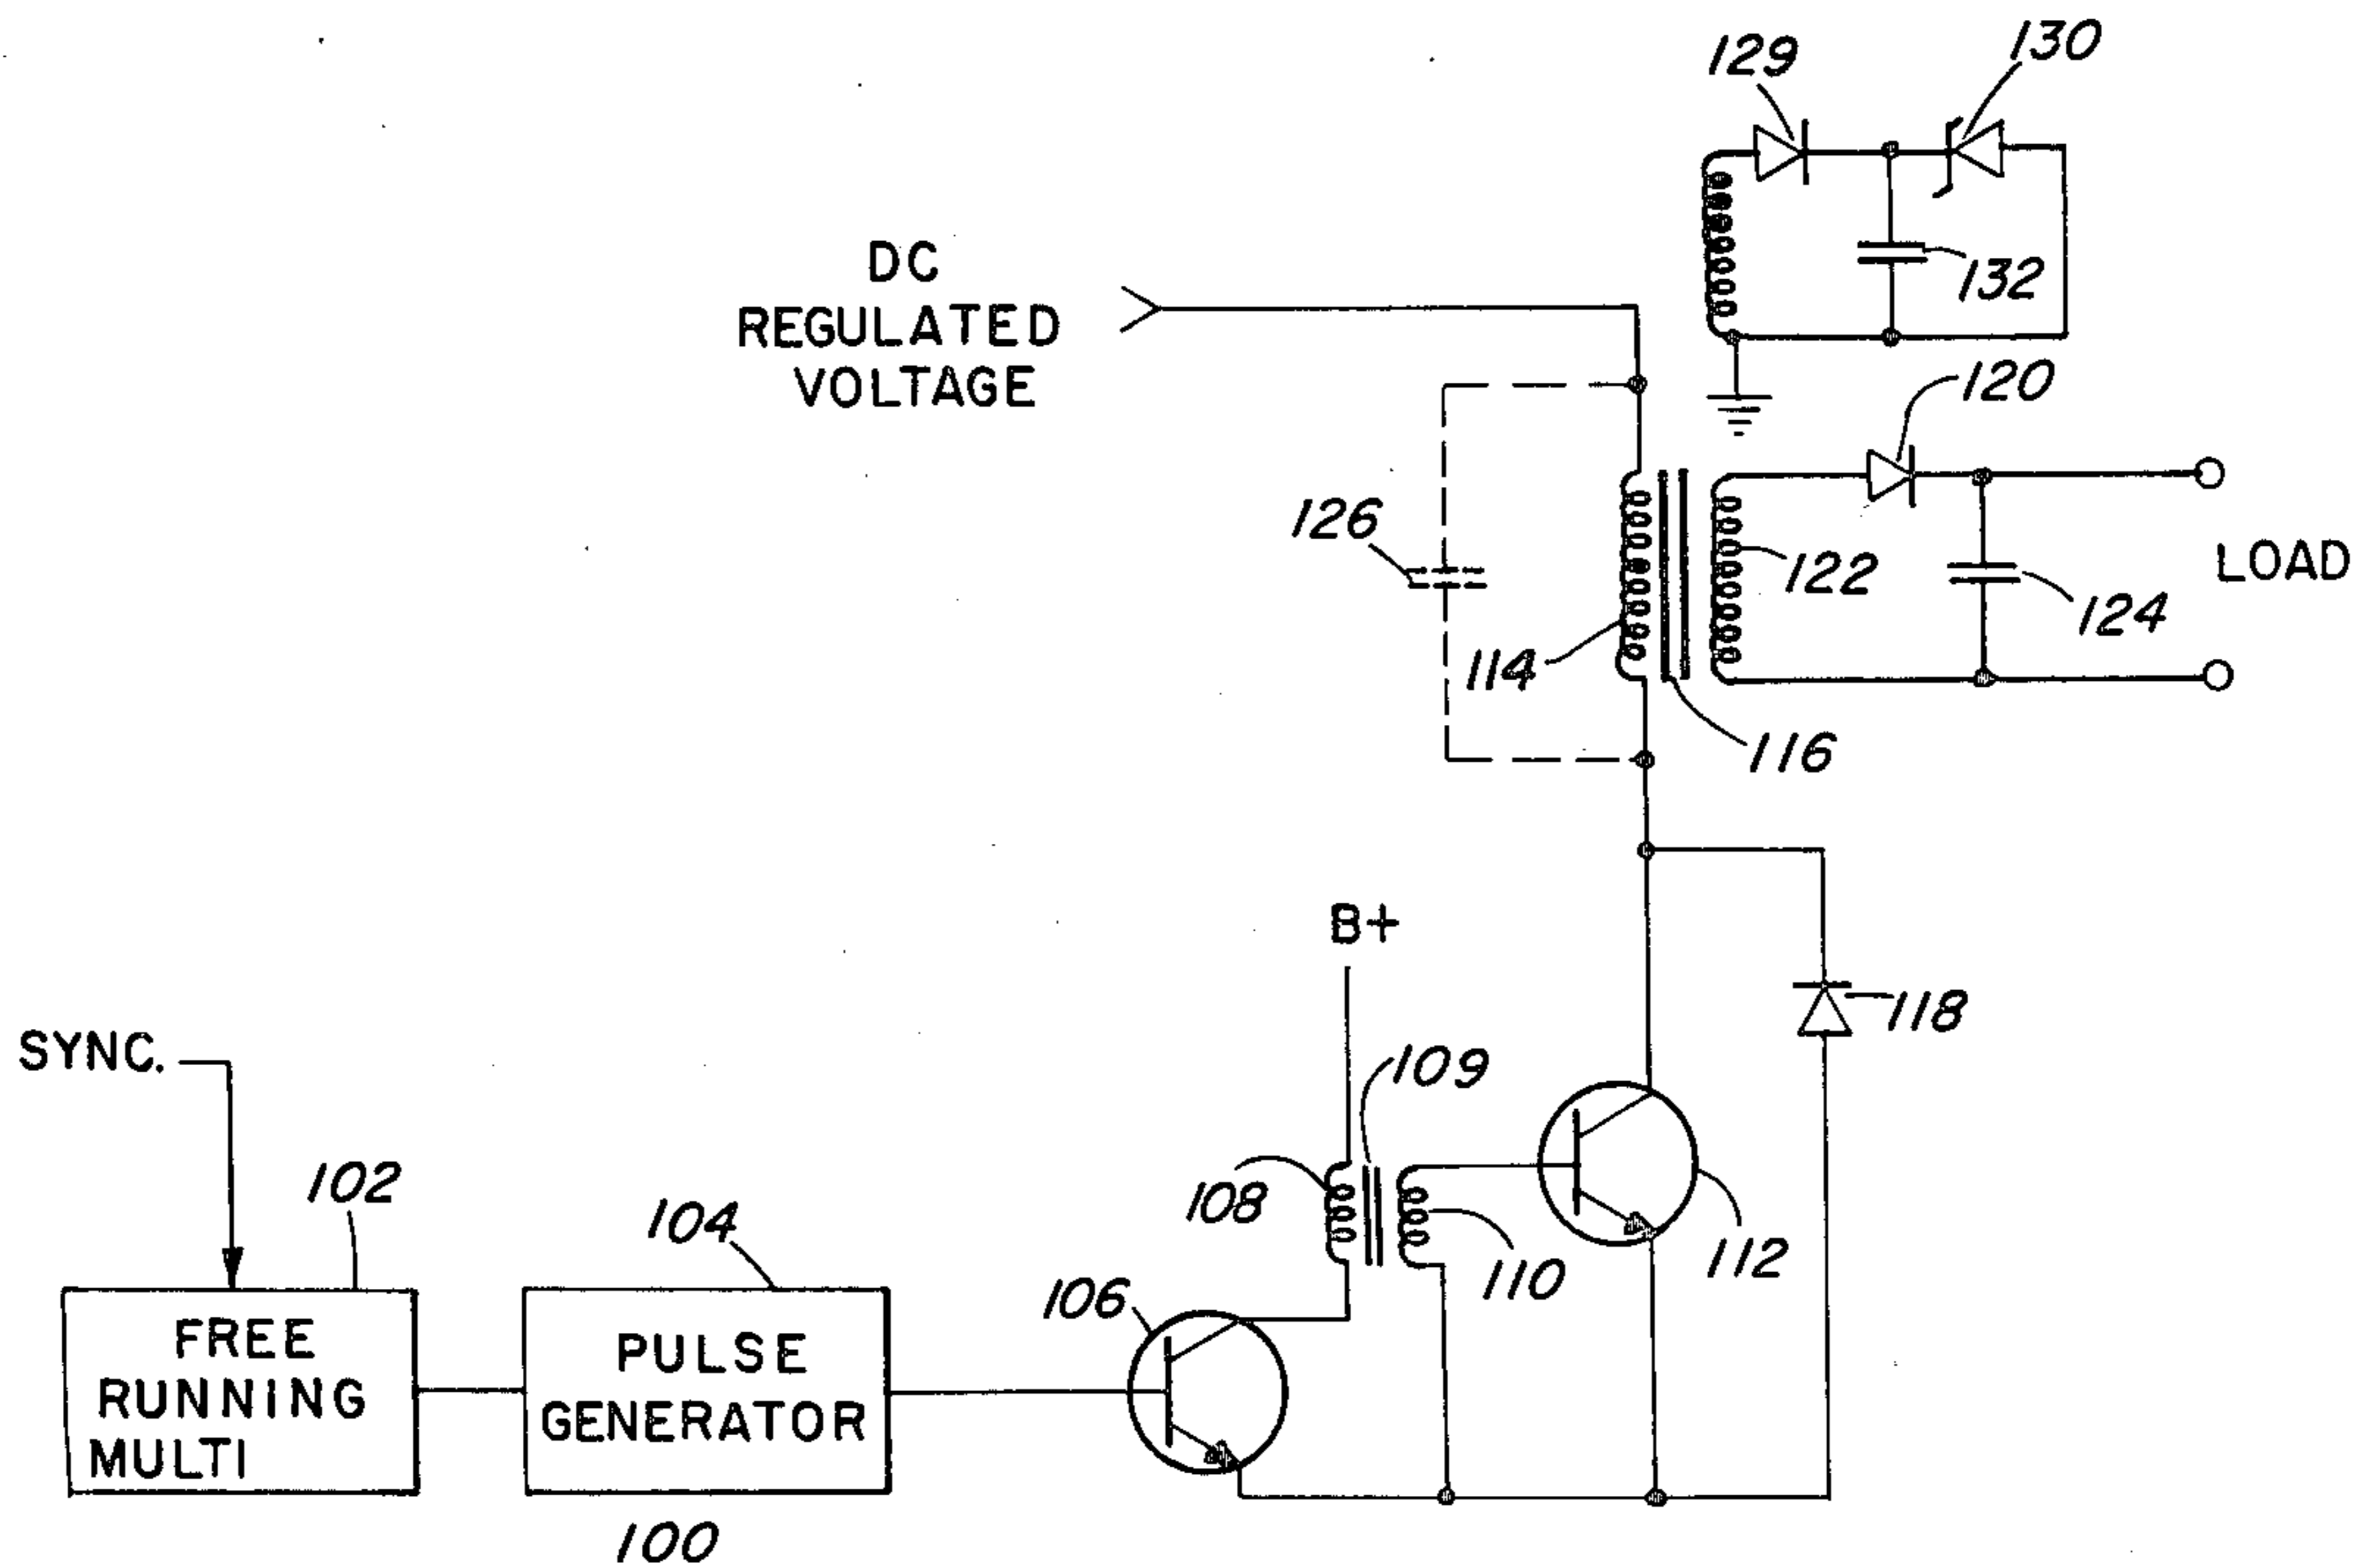 129
130
DC
REGULATED
VOLTAGE
132
120
126
122
LOAD
124
114
116
B+
SYNC.
118
109
102
108
104
110
112
106
FREE
RUNNING
MULTI
PULSE
GENERATOR
100